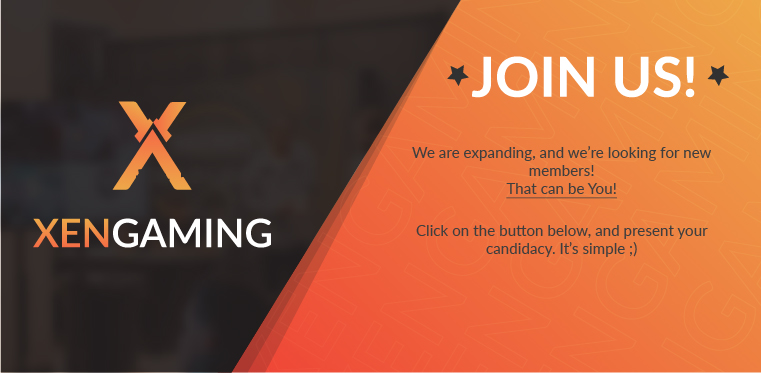 JOIN US!
We are expanding, and we're looking for new
members!
That can be You!
Click on the button below, and present your
candidacy. It's simple ;)
X
XENGAMING